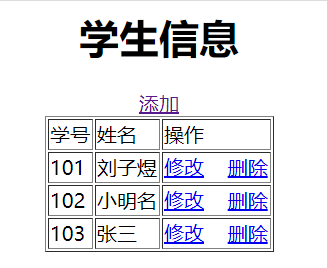 学生信息
添加
学号 姓名 操作
101 刘子煜 修改 删除
102 小明名 修改 删除
103 张三 修改 删除